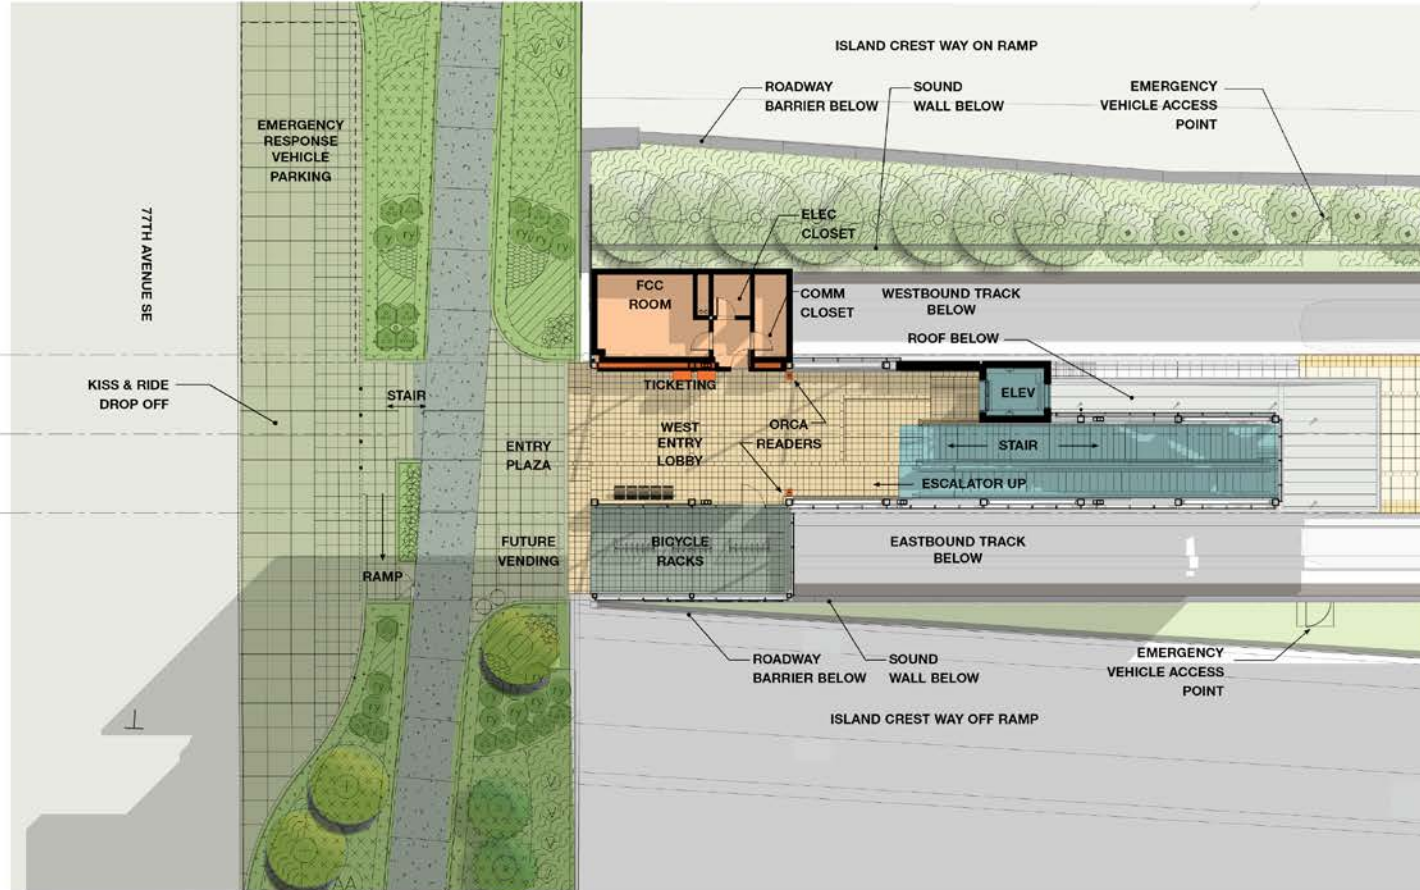 ISLAND CREST WAY ON RAMP
ROADWAY
BARRIER BELOW
SOUND
WALL BELOW
EMERGENCY
VEHICLE ACCESS
POINT
EMERGENCY
RESPONSE
VEHICLE
PARKING
77TH AVENUE SE
ELEC
CLOSET
FCC
ROOM
COMM
CLOSET
WESTBOUND TRACK
BELOW
ROOF BELOW
KISS & RIDE
DROP OFF
STAIR
TICKETING
ELEV
ENTRY
PLAZA
WEST
ENTRY
LOBBY
ORCA
READERS
STAIR
ESCALATOR UP
FUTURE
VENDING
BICYCLE
RACKS
EASTBOUND TRACK
BELOW
RAMP
ROADWAY
BARRIER BELOW
SOUND
WALL BELOW
EMERGENCY
VEHICLE ACCESS
POINT
ISLAND CREST WAY OFF RAMP